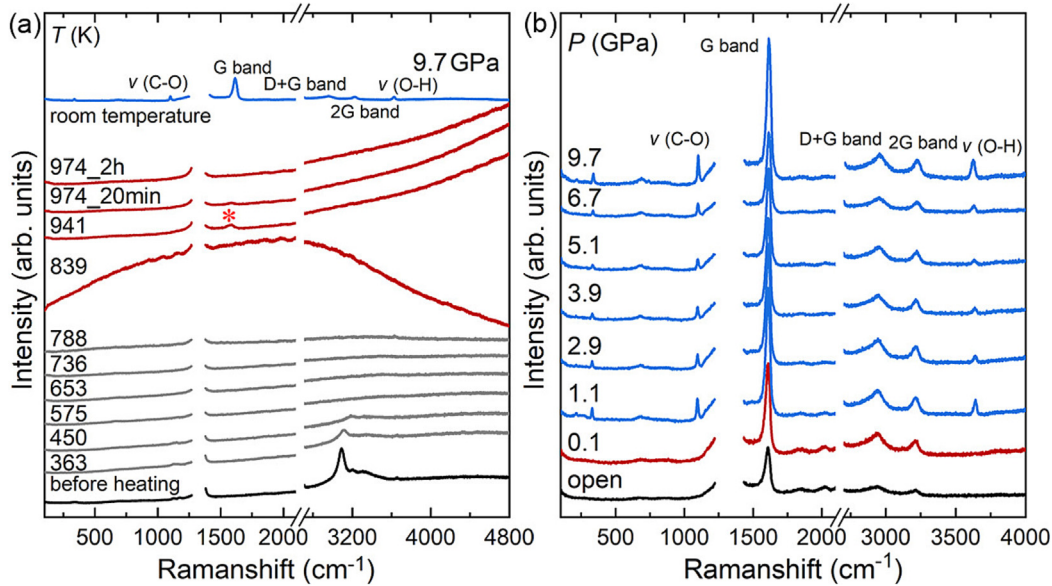 (a)
T (K)
9.7 GPa
G band
ν (C-O)
D+G band
ν (O-H)
2G band
room temperature
974_2h
974_20min
*
941
839
788
736
653
575
450
363
before heating
Intensity (arb. units)
500 1000 1500 2000 3200 4000 4800
Ramanshift (cm⁻¹)
(b)
P (GPa)
G band
ν (C-O)
D+G band
2G band
ν (O-H)
9.7
6.7
5.1
3.9
2.9
1.1
0.1
open
Intensity (arb. units)
500 1000 1500 2000 2500 3000 3500 4000
Ramanshift (cm⁻¹)